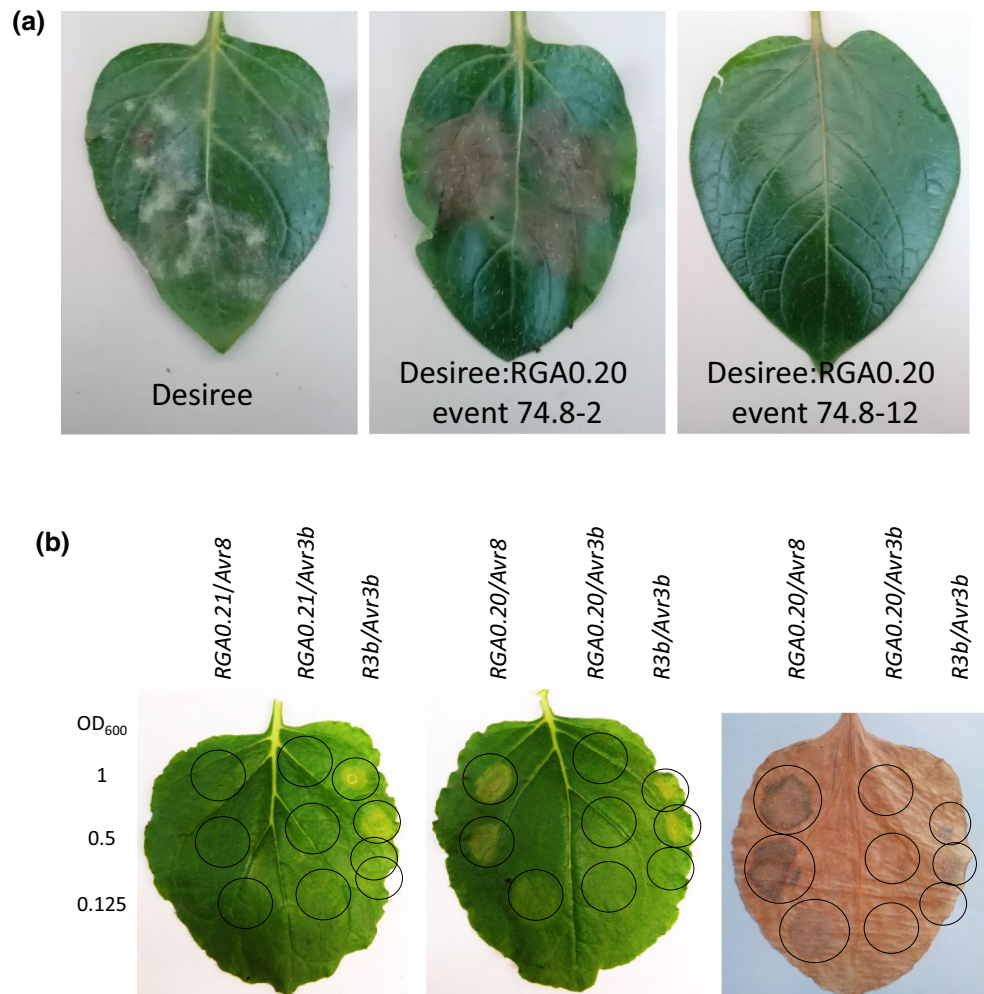 (a)
Desiree
Desiree:RGA0.20
event 74.8-2
Desiree:RGA0.20
event 74.8-12
(b)
RGA0.21/Avr8
RGA0.21/Avr3b
R3b/Avr3b
RGA0.20/Avr8
RGA0.20/Avr3b
R3b/Avr3b
RGA0.20/Avr8
RGA0.20/Avr3b
R3b/Avr3b
OD600
1
0.5
0.125